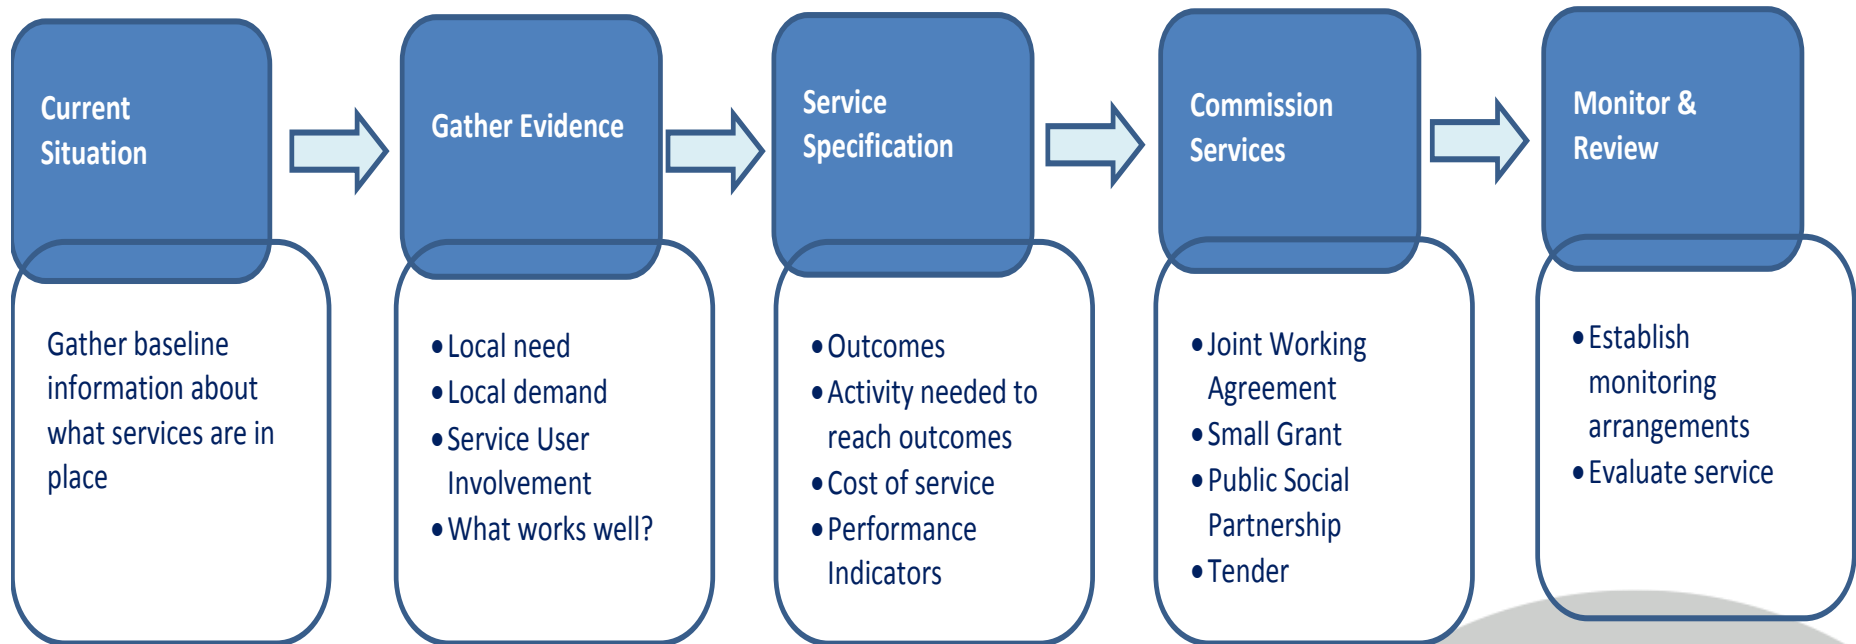 Current
Situation
Gather baseline
information about
what services are in
place
Gather Evidence
• Local need
• Local demand
• Service User
Involvement
• What works well?
Service
Specification
• Outcomes
• Activity needed to
reach outcomes
• Cost of service
• Performance
Indicators
Commission
Services
• Joint Working
Agreement
• Small Grant
• Public Social
Partnership
• Tender
Monitor &
Review
• Establish
monitoring
arrangements
• Evaluate service